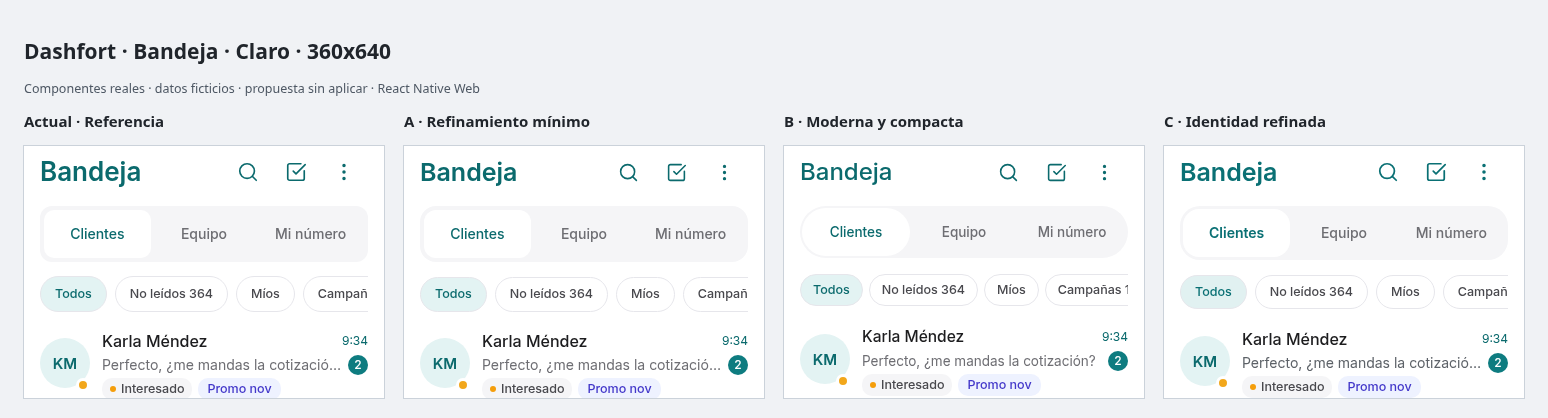 Dashfort · Bandeja · Claro · 360x640
Componentes reales · datos ficticios · propuesta sin aplicar · React Native Web
Actual · Referencia
Bandeja
Clientes Equipo Mi número
Todos No leídos 364 Míos Campañ
Karla Méndez 9:34
KM Perfecto, ¿me mandas la cotizació... 2
Interesado Promo nov
A · Refinamiento mínimo
Bandeja
Clientes Equipo Mi número
Todos No leídos 364 Míos Campañ
Karla Méndez 9:34
KM Perfecto, ¿me mandas la cotizació... 2
Interesado Promo nov
B · Moderna y compacta
Bandeja
Clientes Equipo Mi número
Todos No leídos 364 Míos Campañas 1
Karla Méndez 9:34
KM Perfecto, ¿me mandas la cotización? 2
Interesado Promo nov
C · Identidad refinada
Bandeja
Clientes Equipo Mi número
Todos No leídos 364 Míos Campañ
Karla Méndez 9:34
KM Perfecto, ¿me mandas la cotizació... 2
Interesado Promo nov